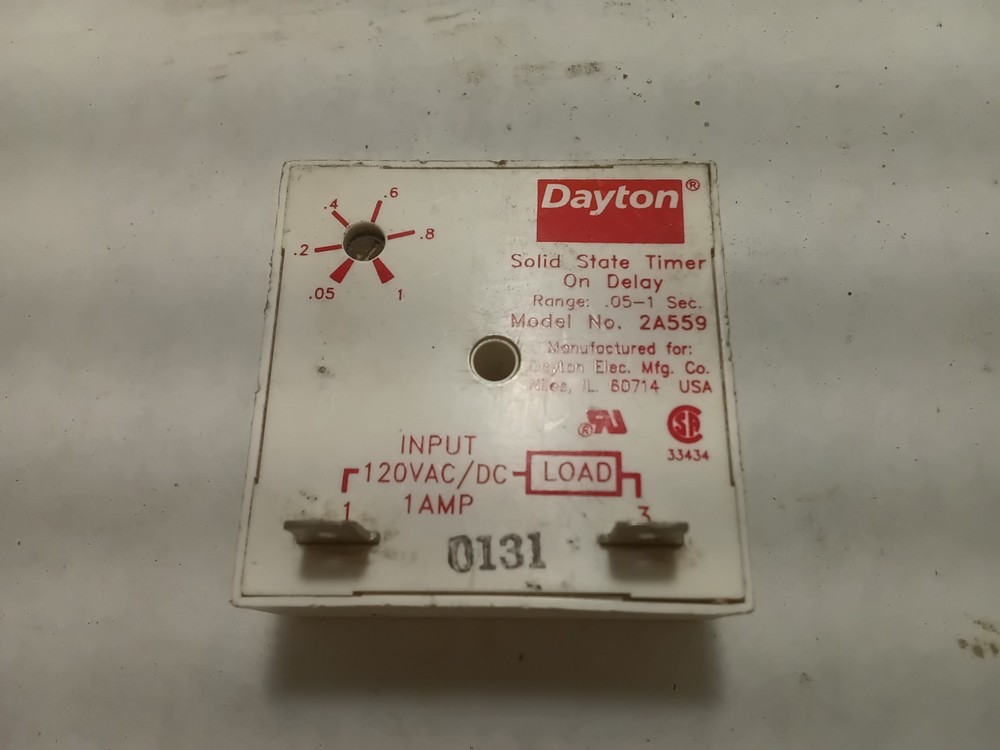 .6
.4
.8
.2
.05
1
Dayton®
Solid State Timer
On Delay
Range: .05-1 Sec.
Model No. 2A559
Manufactured for:
Dayton Elec. Mfg. Co.
Niles, IL. 60714 USA
®
SA
33434
INPUT
120VAC/DC LOAD
1AMP
1
3
0131